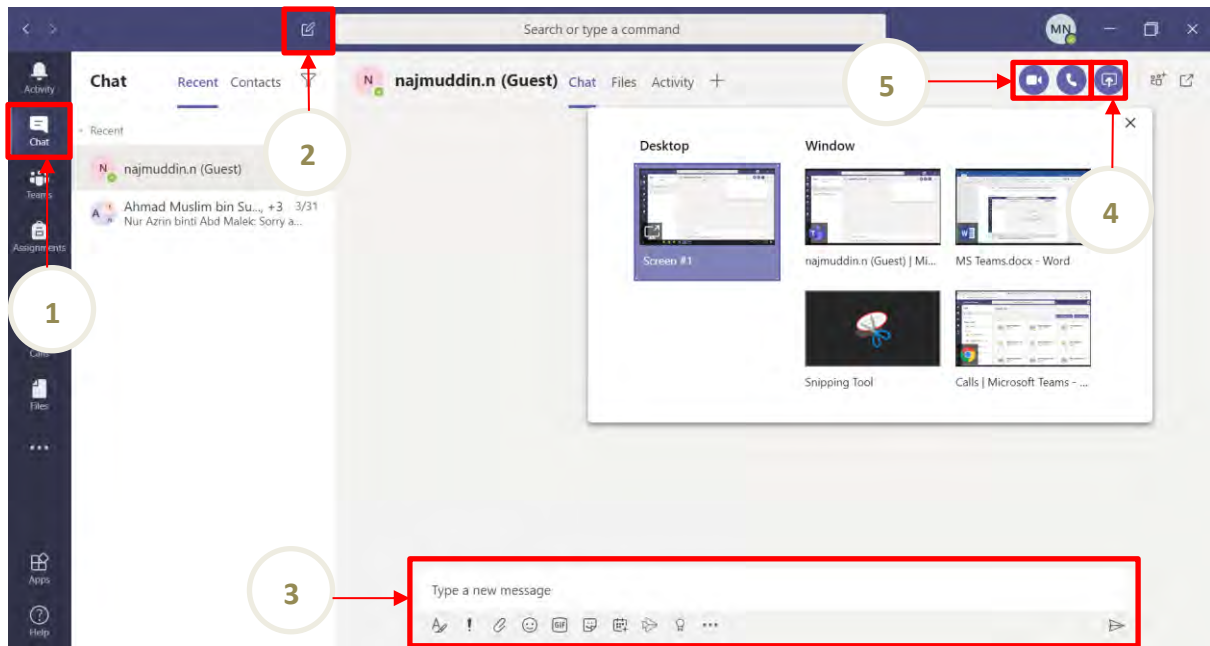 Search or type a command
MN
Activity
Chat
Teams
Assignments
Calls
Files
Apps
Help
Chat Recent Contacts
Recent
N najmuddin.n (Guest)
A Ahmad Muslim bin Su..., +3 3/31
Nur Azrin binti Abd Malek: Sorry a...
N najmuddin.n (Guest) Chat Files Activity
Desktop Window
Screen #1
najmuddin.n (Guest) | Mi...
MS Teams.docx - Word
Snipping Tool
Calls | Microsoft Teams - ...
Type a new message
GIF
1
2
3
4
5